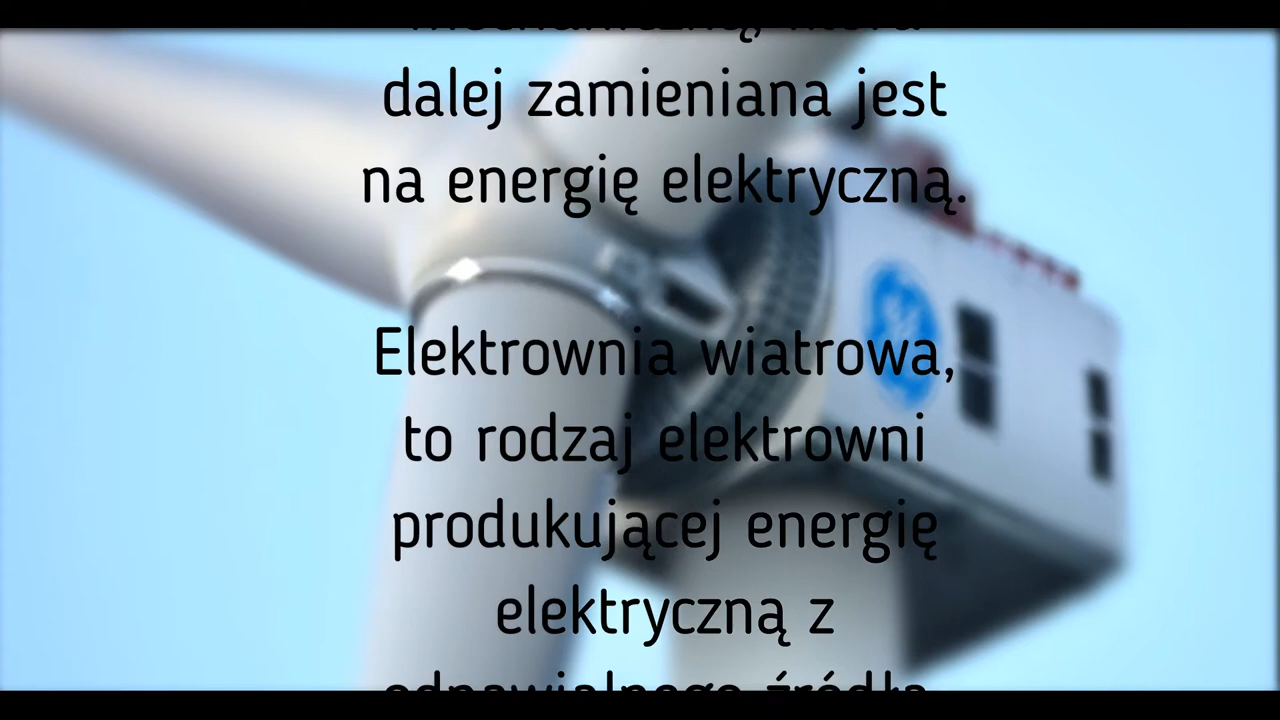 dalej zamieniana jest
na energię elektryczną.
Elektrownia wiatrowa,
to rodzaj elektrowni
produkującej energię
elektryczną z